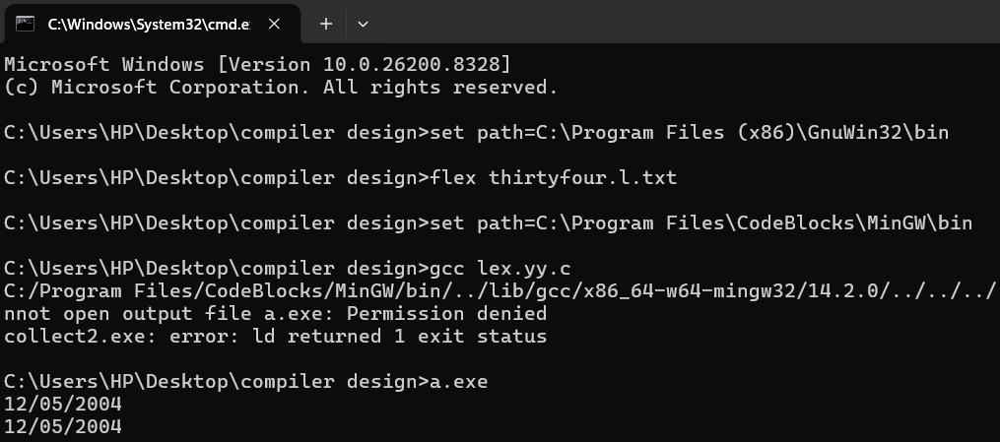 C:\Windows\System32\cmd.e
Microsoft Windows [Version 10.0.26200.8328]
(c) Microsoft Corporation. All rights reserved.
C:\Users\HP\Desktop\compiler design>set path=C:\Program Files (x86)\GnuWin32\bin
C:\Users\HP\Desktop\compiler design>flex thirtyfour.l.txt
C:\Users\HP\Desktop\compiler design>set path=C:\Program Files\CodeBlocks\MinGW\bin
C:\Users\HP\Desktop\compiler design>gcc lex.yy.c
C:/Program Files/CodeBlocks/MinGW/bin/../lib/gcc/x86_64-w64-mingw32/14.2.0/../../../
nnot open output file a.exe: Permission denied
collect2.exe: error: ld returned 1 exit status
C:\Users\HP\Desktop\compiler design>a.exe
12/05/2004
12/05/2004